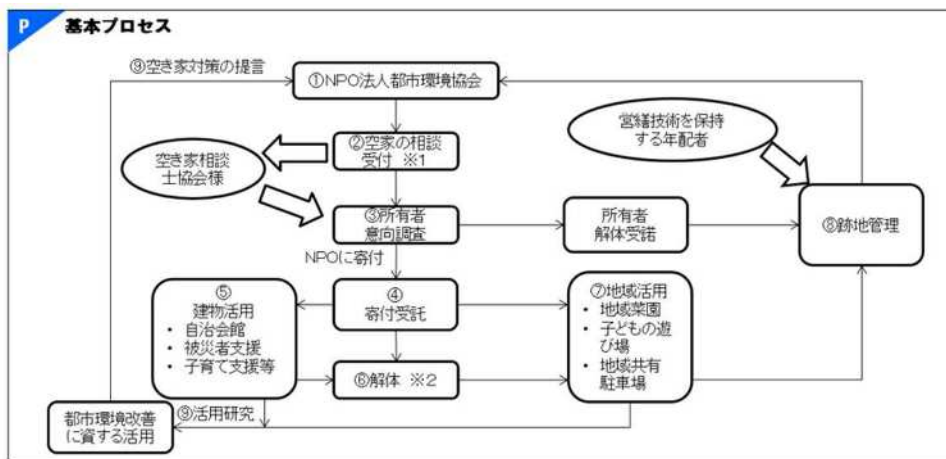 P 基本プロセス
⑨空き家対策の提言
①NPO法人都市環境協会
営繕技術を保持
する年配者
②空家の相談
受付 ※1
空き家相談
士協会様
③所有者
意向調査
所有者
解体受諾
⑧跡地管理
NPOに寄付
⑤
建物活用
• 自治会館
• 被災者支援
• 子育て支援等
④
寄付受託
⑦地域活用
• 地域菜園
• 子どもの遊
び場
• 地域共有
駐車場
⑥解体 ※2
都市環境改善
に資する活用
⑨活用研究